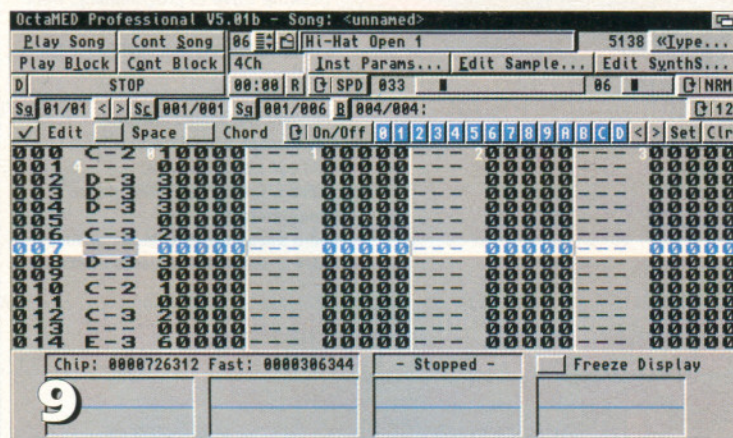 OctaMED Professional V5.01b - Song: <unnamed>
Play Song Cont Song 06 Hi-Hat Open 1 5138 «Type...
Play Block Cont Block 4Ch Inst Params... Edit Sample... Edit SynthS...
D STOP 00:00 R SPD 033 06 NRM
Sg 01/01 < > Sc 001/001 Sq 001/006 B 004/004: 12
Edit Space Chord On/Off 0 1 2 3 4 5 6 7 8 9 A B C D < > Set Clr
000 C-2 0 10000 --- 1 00000 --- 2 00000 --- 3 00000
001 4 --- 00000 --- 00000 --- 00000 --- 00000
002 D-3 30000 --- 00000 --- 00000 --- 00000
003 D-3 30000 --- 00000 --- 00000 --- 00000
004 D-3 30000 --- 00000 --- 00000 --- 00000
005 --- 00000 --- 00000 --- 00000 --- 00000
006 C-3 20000 --- 00000 --- 00000 --- 00000
007 --- 00000 --- 00000 --- 00000 --- 00000
008 D-3 30000 --- 00000 --- 00000 --- 00000
009 --- 00000 --- 00000 --- 00000 --- 00000
010 C-2 10000 --- 00000 --- 00000 --- 00000
011 --- 00000 --- 00000 --- 00000 --- 00000
012 C-3 20000 --- 00000 --- 00000 --- 00000
013 --- 00000 --- 00000 --- 00000 --- 00000
014 E-3 60000 --- 00000 --- 00000 --- 00000
Chip: 0000726312 Fast: 0000306344 - Stopped - Freeze Display
9